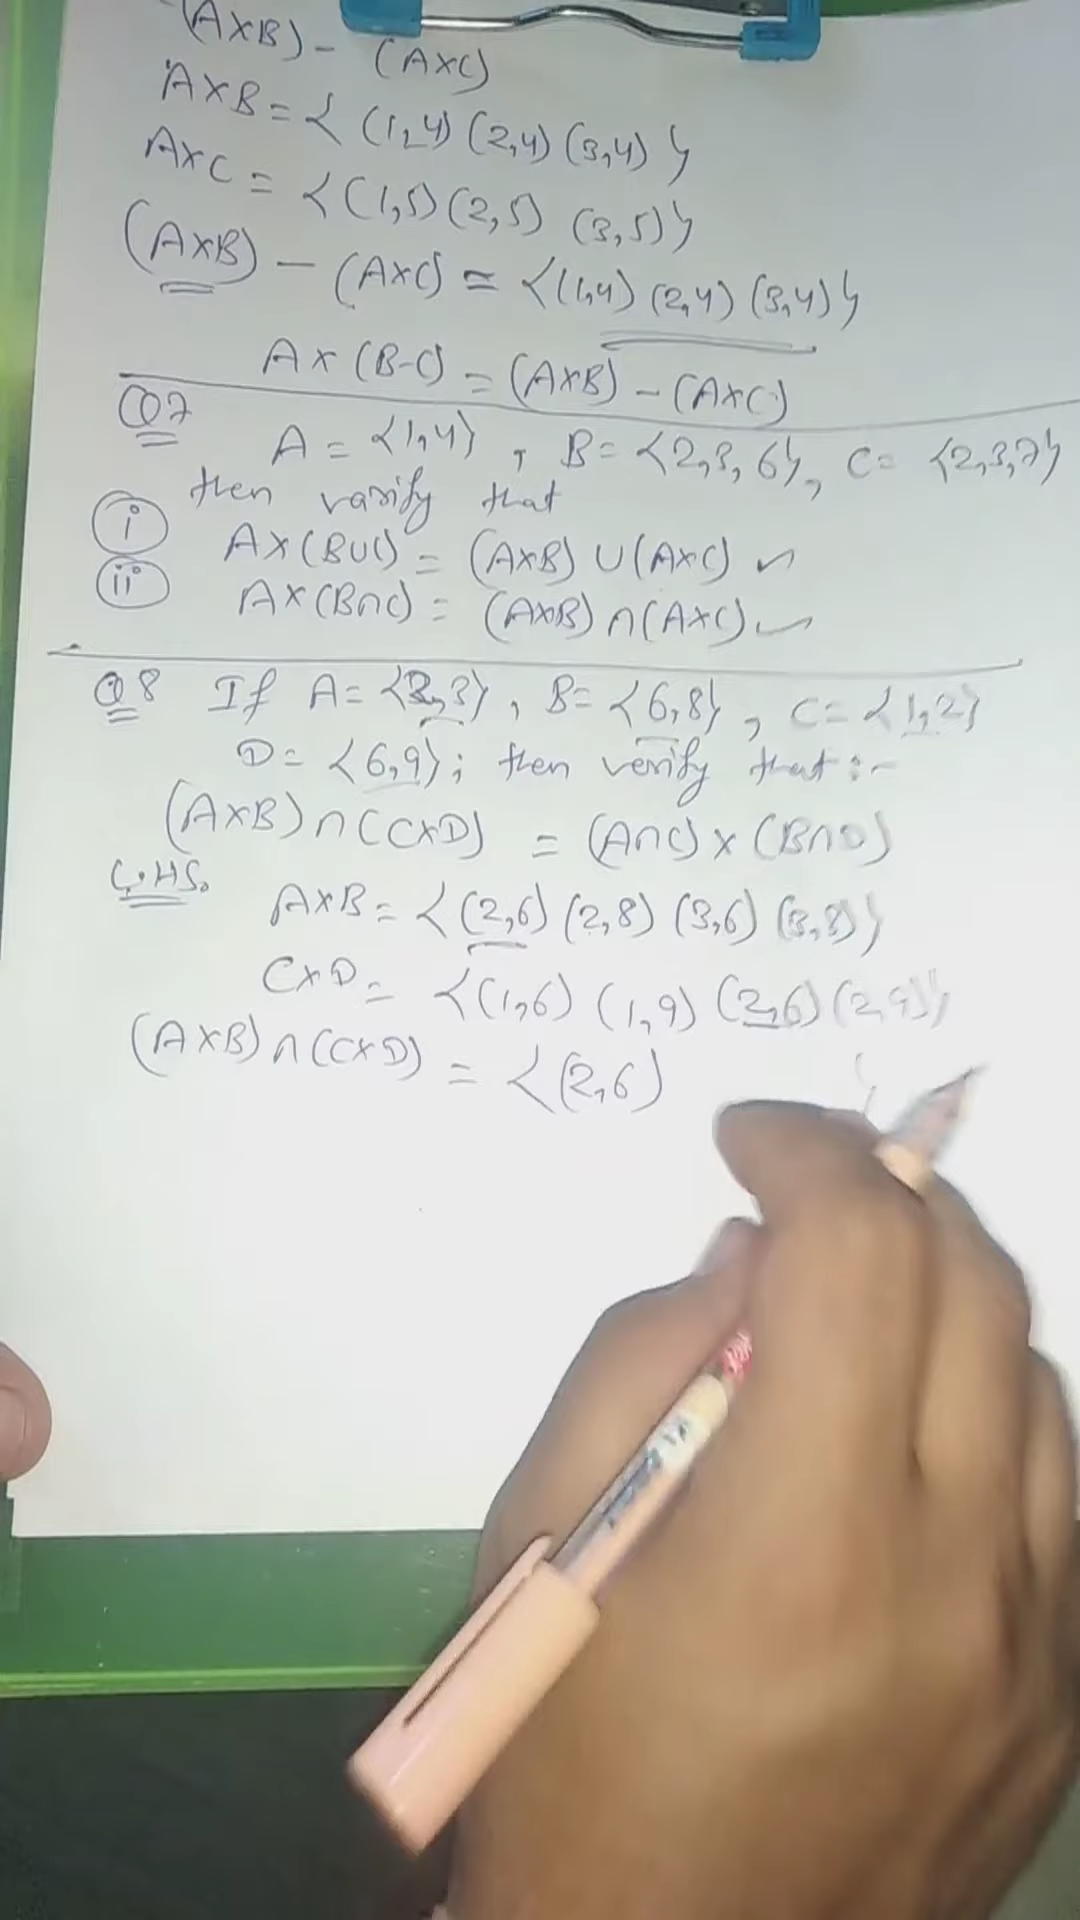 (A×B) - (A×C)
A×B = {(1,4) (2,4) (3,4)}
A×C = {(1,5) (2,5) (3,5)}
(A×B) - (A×C) = {(1,4) (2,4) (3,4)}
A×(B-C) = (A×B) - (A×C)
Q7
A = {1,4}, B = {2,3,6}, C = {2,3,7}
then varify that
i A×(B∪C) = (A×B) ∪ (A×C) ✓
ii A×(B∩C) = (A×B) ∩ (A×C) ✓
Q8 If A = {2,3}, B = {6,8}, C = {1,2}
D = {6,9}; then verify that :-
(A×B) ∩ (C×D) = (A∩C) × (B∩D)
L.H.S.
A×B = {(2,6) (2,8) (3,6) (3,8)}
C×D = {(1,6) (1,9) (2,6) (2,9)}
(A×B) ∩ (C×D) = {(2,6) }